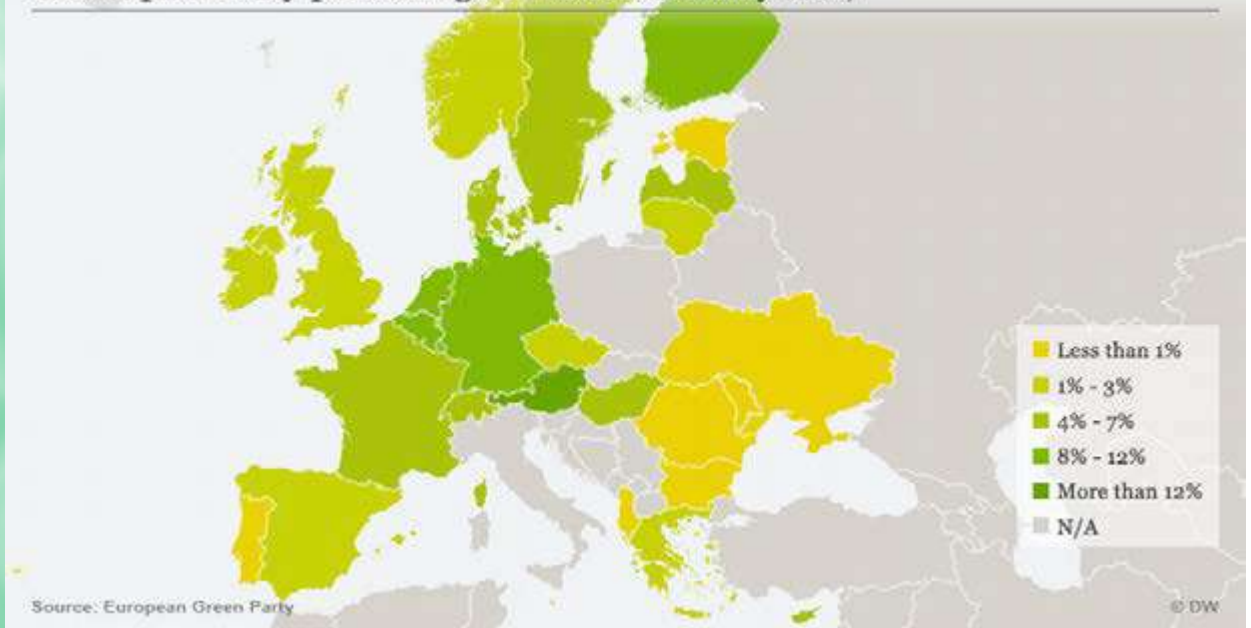 Less than 1%
1% - 3%
4% - 7%
8% - 12%
More than 12%
N/A
Source: European Green Party
© DW